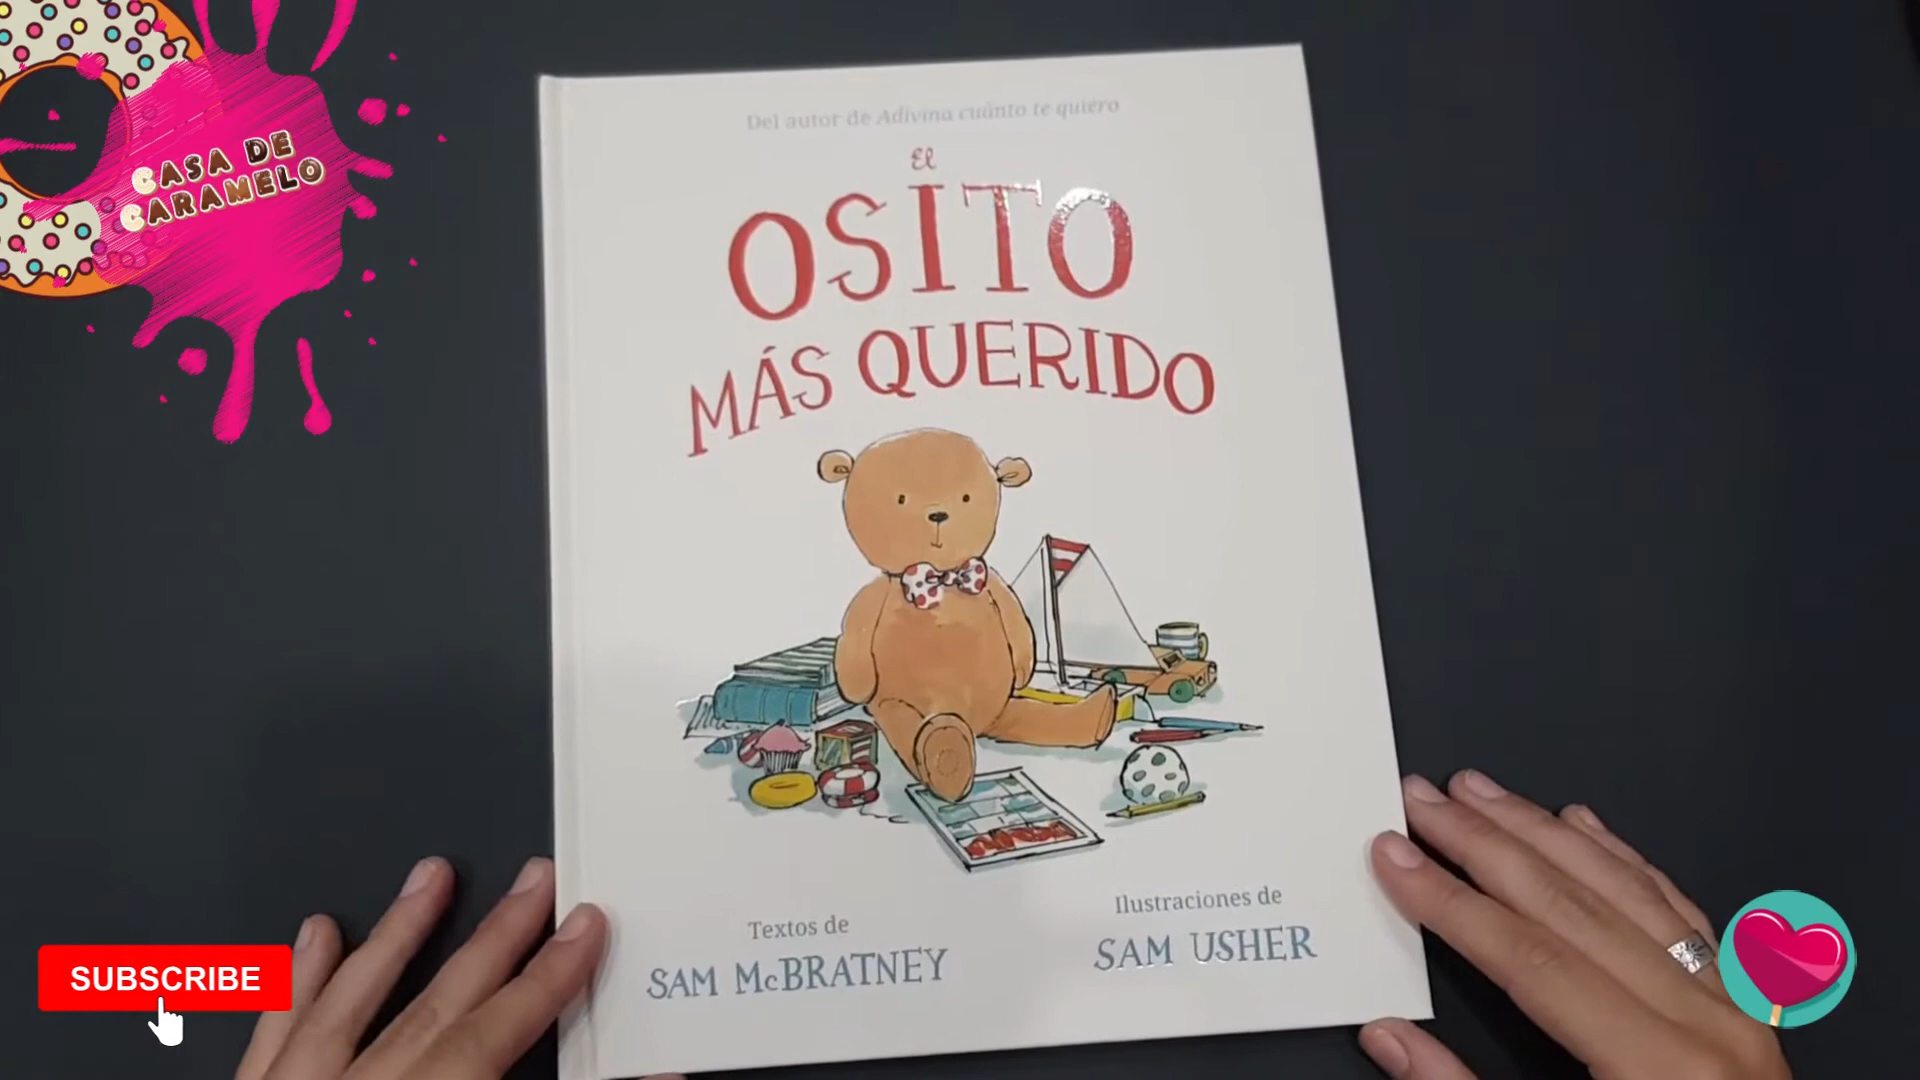 CASA DE
CARAMELO
Del autor de Adivina cuánto te quiero
El
OSITO
MÁS QUERIDO
Textos de
SAM McBRATNEY
Ilustraciones de
SAM USHER
SUBSCRIBE